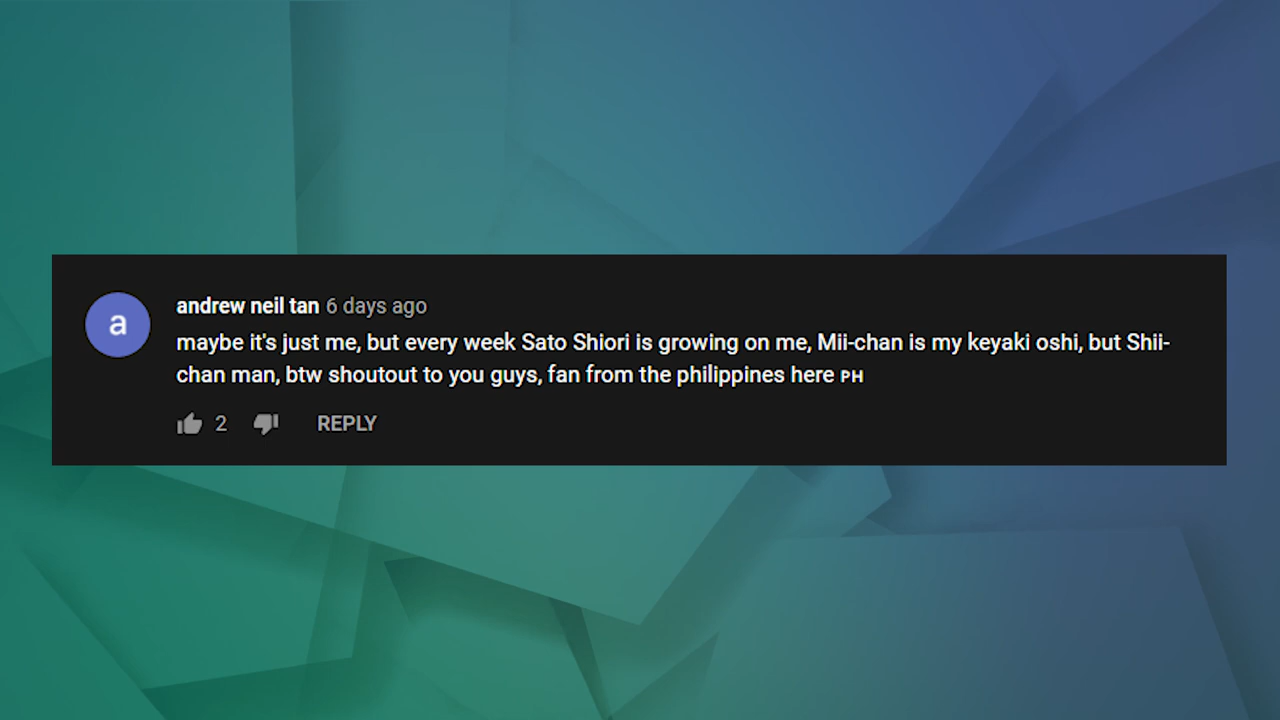 a
andrew neil tan 6 days ago
maybe it's just me, but every week Sato Shiori is growing on me, Mii-chan is my keyaki oshi, but Shii-
chan man, btw shoutout to you guys, fan from the philippines here PH
2 REPLY